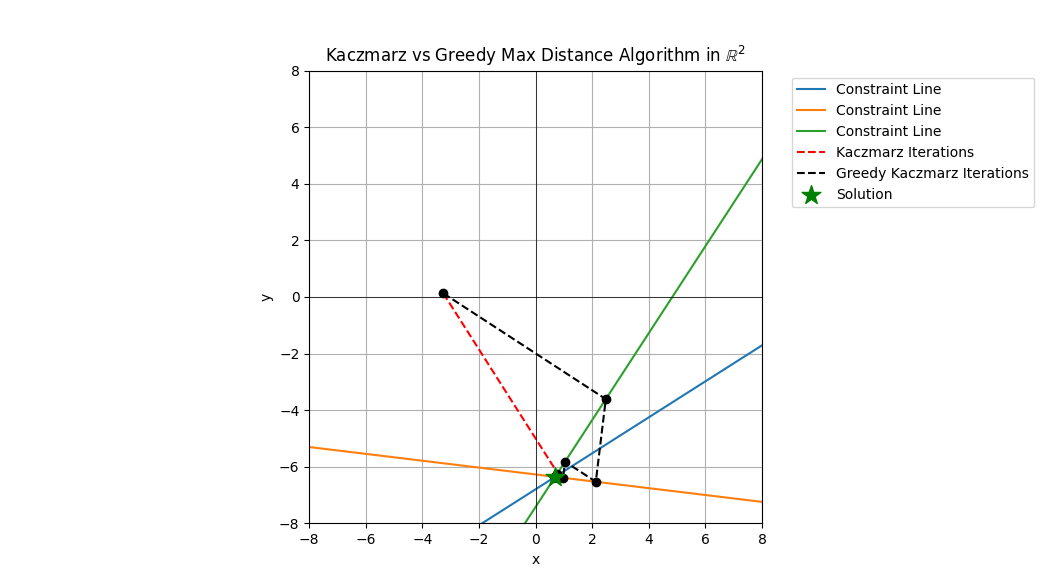 Kaczmarz vs Greedy Max Distance Algorithm in ℝ²
8
6
4
2
0
−2
−4
−6
−8
y
−8 −6 −4 −2 0 2 4 6 8
x
Constraint Line
Constraint Line
Constraint Line
Kaczmarz Iterations
Greedy Kaczmarz Iterations
Solution